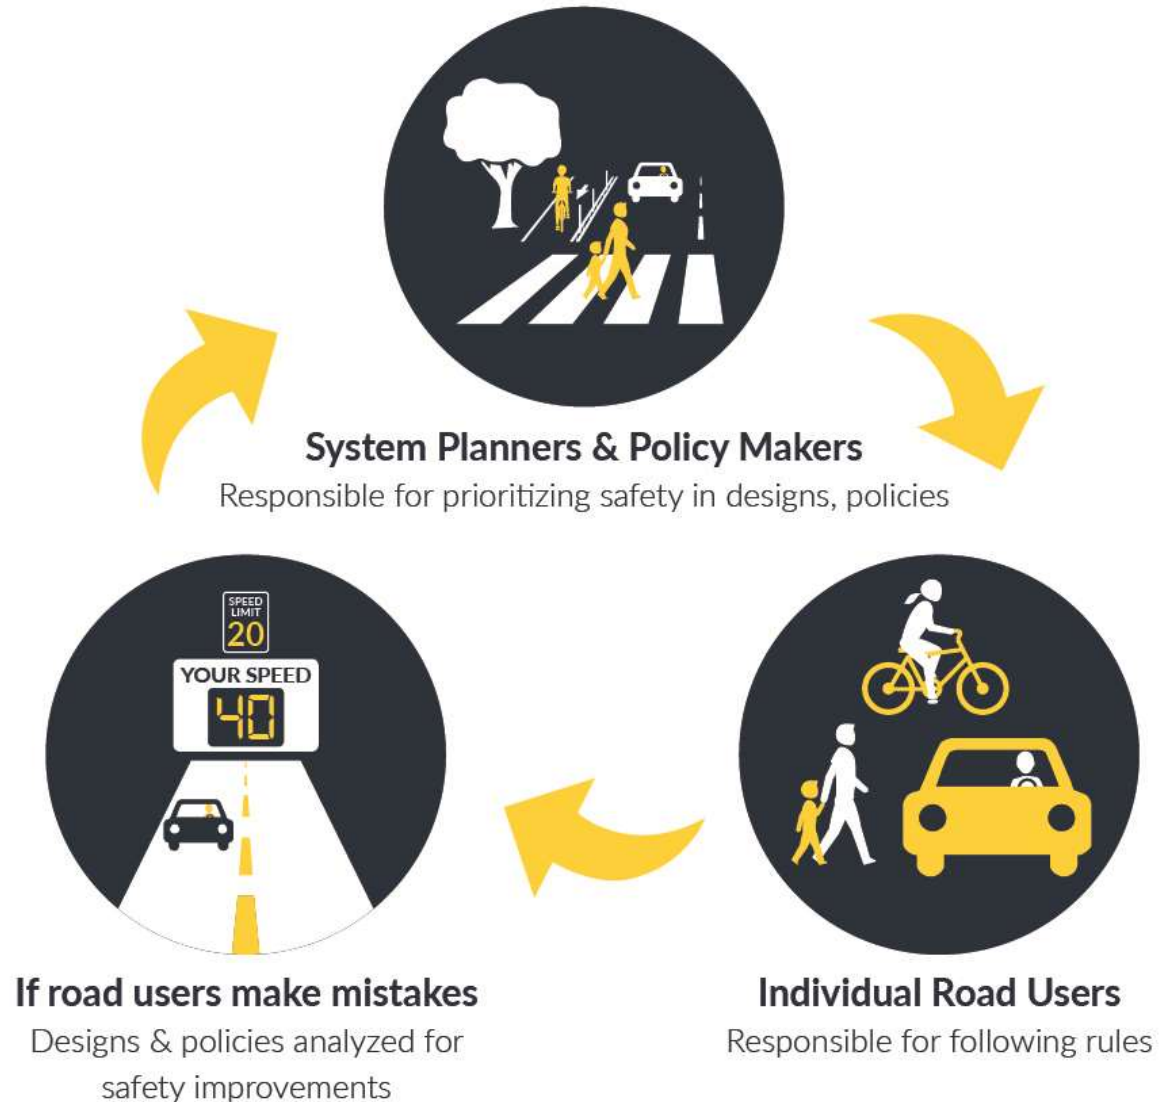 System Planners & Policy Makers
Responsible for prioritizing safety in designs, policies
SPEED
LIMIT
20
YOUR SPEED
40
If road users make mistakes
Designs & policies analyzed for
safety improvements
Individual Road Users
Responsible for following rules